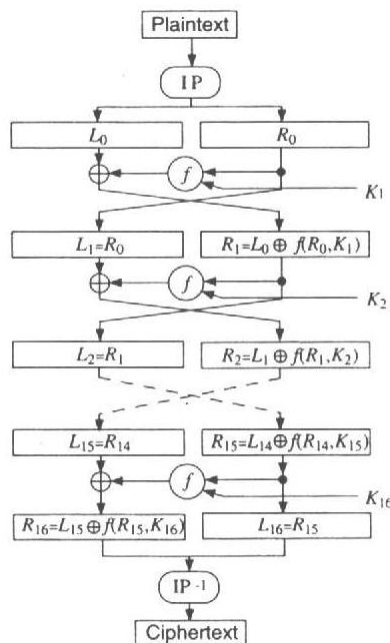 Plaintext
IP
L₀
R₀
⊕
f
K₁
L₁=R₀
R₁=L₀ ⊕ f(R₀,K₁)
⊕
f
K₂
L₂=R₁
R₂=L₁ ⊕ f(R₁,K₂)
L₁₅=R₁₄
R₁₅=L₁₄⊕f(R₁₄,K₁₅)
⊕
f
K₁₆
R₁₆=L₁₅⊕f(R₁₅,K₁₆)
L₁₆=R₁₅
IP⁻¹
Ciphertext